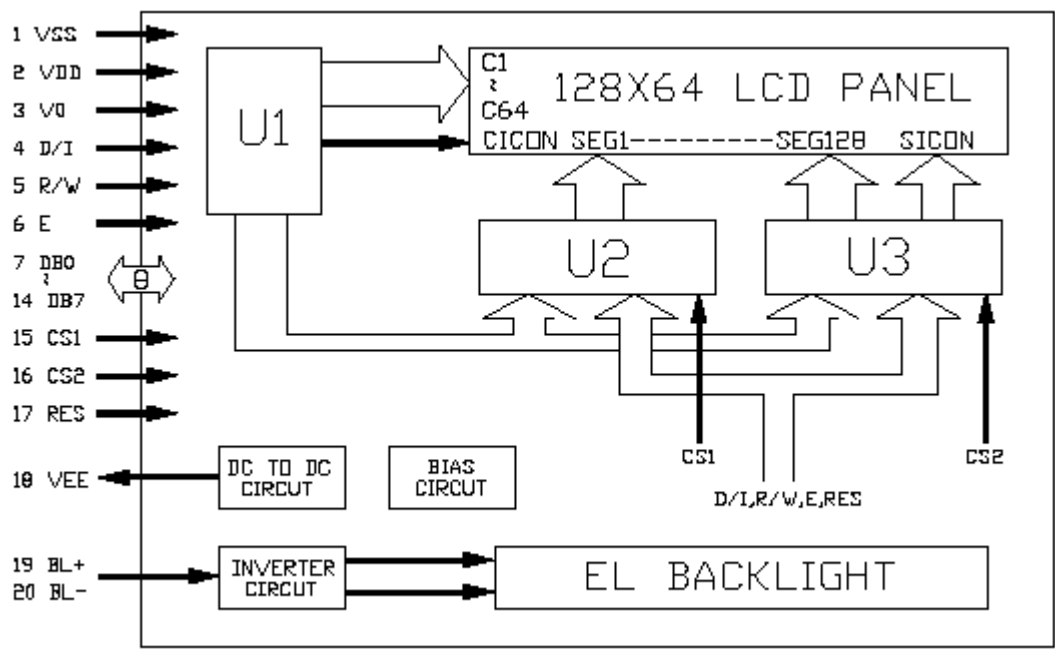 1 VSS
2 VDD
3 V0
4 D/I
5 R/W
6 E
7 DB0
~
14 DB7
15 CS1
16 CS2
17 RES
18 VEE
19 BL+
20 BL-
8
U1
C1
~
C64
128X64 LCD PANEL
CICON SEG1----------SEG128 SICON
U2
U3
CS1
CS2
D/I,R/W,E,RES
DC TO DC
CIRCUT
BIAS
CIRCUT
INVERTER
CIRCUT
EL BACKLIGHT